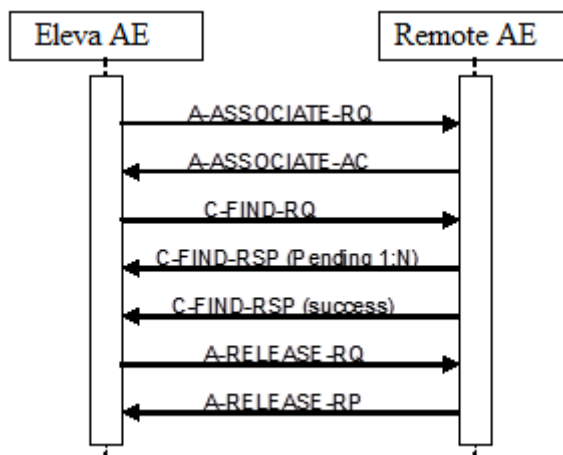 Eleva AE
Remote AE
A-ASSOCIATE-RQ
A-ASSOCIATE-AC
C-FIND-RQ
C-FIND-RSP (Pending 1:N)
C-FIND-RSP (success)
A-RELEASE-RQ
A-RELEASE-RP